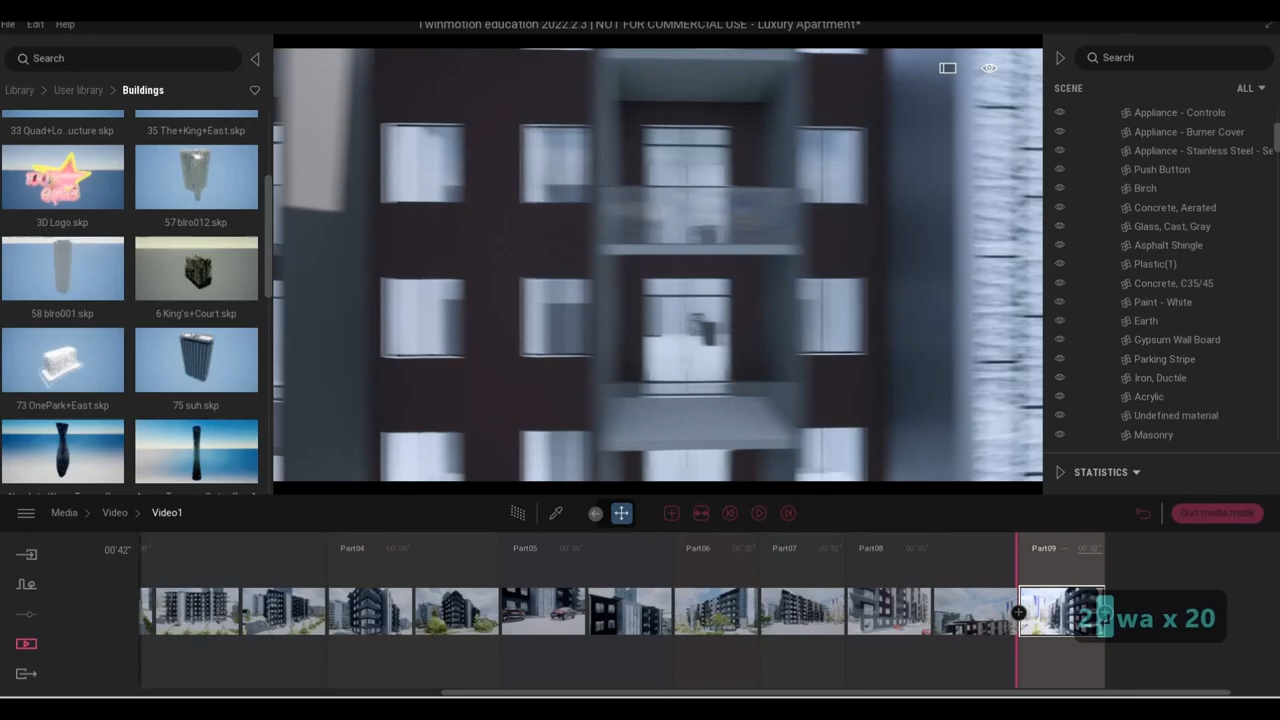 File Edit Help
Twinmotion education 2022.2.3 | NOT FOR COMMERCIAL USE - Luxury Apartment*
Search
Library > User library > Buildings
33 Quad+Lo...ucture.skp
35 The+King+East.skp
3D Logo.skp
57 blro012.skp
58 blro001.skp
6 King's+Court.skp
73 OnePark+East.skp
75 suh.skp
Search
SCENE
ALL
Appliance - Controls
Appliance - Burner Cover
Appliance - Stainless Steel - Se
Push Button
Birch
Concrete, Aerated
Glass, Cast, Gray
Asphalt Shingle
Plastic(1)
Concrete, C35/45
Paint - White
Earth
Gypsum Wall Board
Parking Stripe
Iron, Ductile
Acrylic
Undefined material
Masonry
STATISTICS
Media > Video > Video1
Quit media mode
00'42"
Part04
Part05
Part06
Part07
Part08
Part09 ...
wa x 20